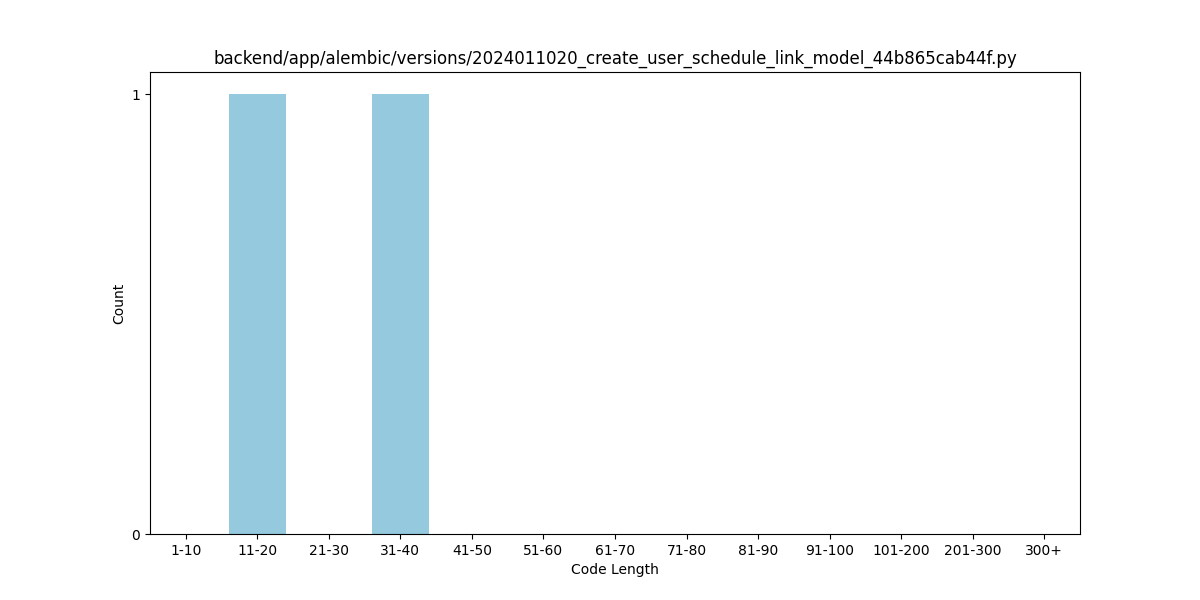 backend/app/alembic/versions/2024011020_create_user_schedule_link_model_44b865cab44f.py
1
Count
0
1-10 11-20 21-30 31-40 41-50 51-60 61-70 71-80 81-90 91-100 101-200 201-300 300+
Code Length